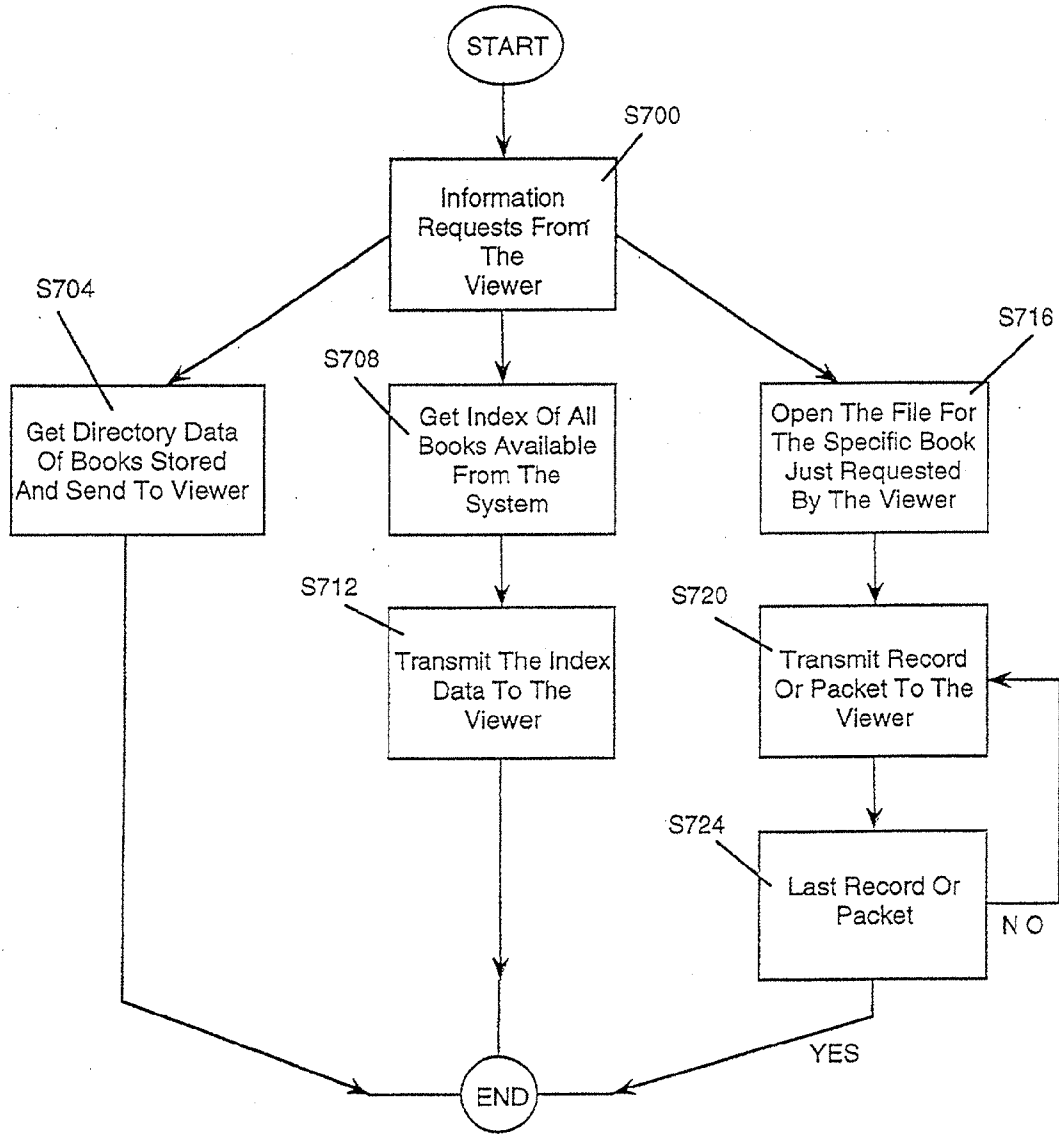 START
S700
Information
Requests From
The
Viewer
S704
Get Directory Data
Of Books Stored
And Send To Viewer
S708
Get Index Of All
Books Available
From The
System
S716
Open The File For
The Specific Book
Just Requested
By The Viewer
S712
Transmit The Index
Data To The
Viewer
S720
Transmit Record
Or Packet To The
Viewer
S724
Last Record Or
Packet
NO
YES
END